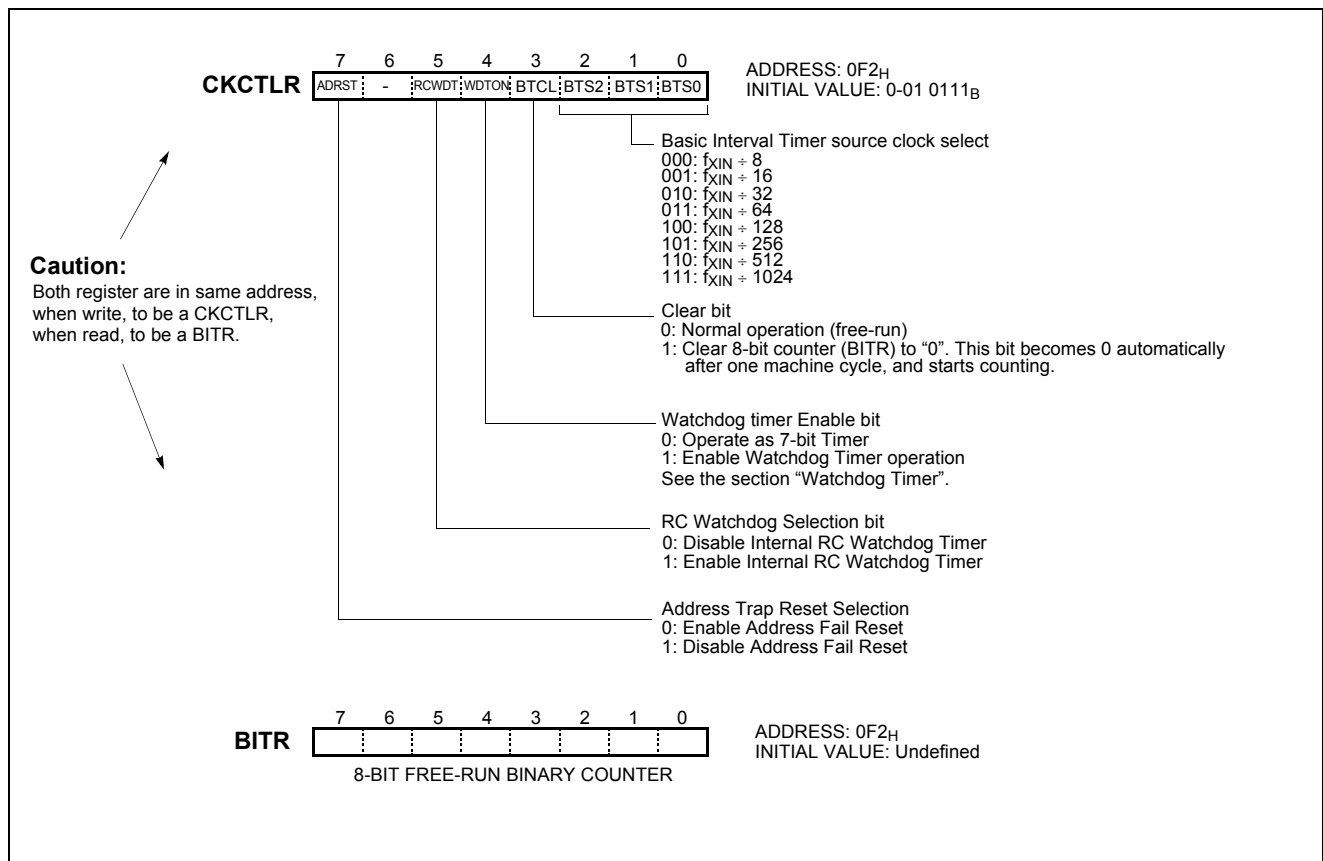 7 6 5 4 3 2 1 0
CKCTLR ADRST - RCWDT WDTON BTCL BTS2 BTS1 BTS0
ADDRESS: 0F2H
INITIAL VALUE: 0-01 0111B
Basic Interval Timer source clock select
000: fXIN ÷ 8
001: fXIN ÷ 16
010: fXIN ÷ 32
011: fXIN ÷ 64
100: fXIN ÷ 128
101: fXIN ÷ 256
110: fXIN ÷ 512
111: fXIN ÷ 1024
Caution:
Both register are in same address,
when write, to be a CKCTLR,
when read, to be a BITR.
Clear bit
0: Normal operation (free-run)
1: Clear 8-bit counter (BITR) to “0”. This bit becomes 0 automatically
after one machine cycle, and starts counting.
Watchdog timer Enable bit
0: Operate as 7-bit Timer
1: Enable Watchdog Timer operation
See the section “Watchdog Timer”.
RC Watchdog Selection bit
0: Disable Internal RC Watchdog Timer
1: Enable Internal RC Watchdog Timer
Address Trap Reset Selection
0: Enable Address Fail Reset
1: Disable Address Fail Reset
7 6 5 4 3 2 1 0
BITR
ADDRESS: 0F2H
INITIAL VALUE: Undefined
8-BIT FREE-RUN BINARY COUNTER